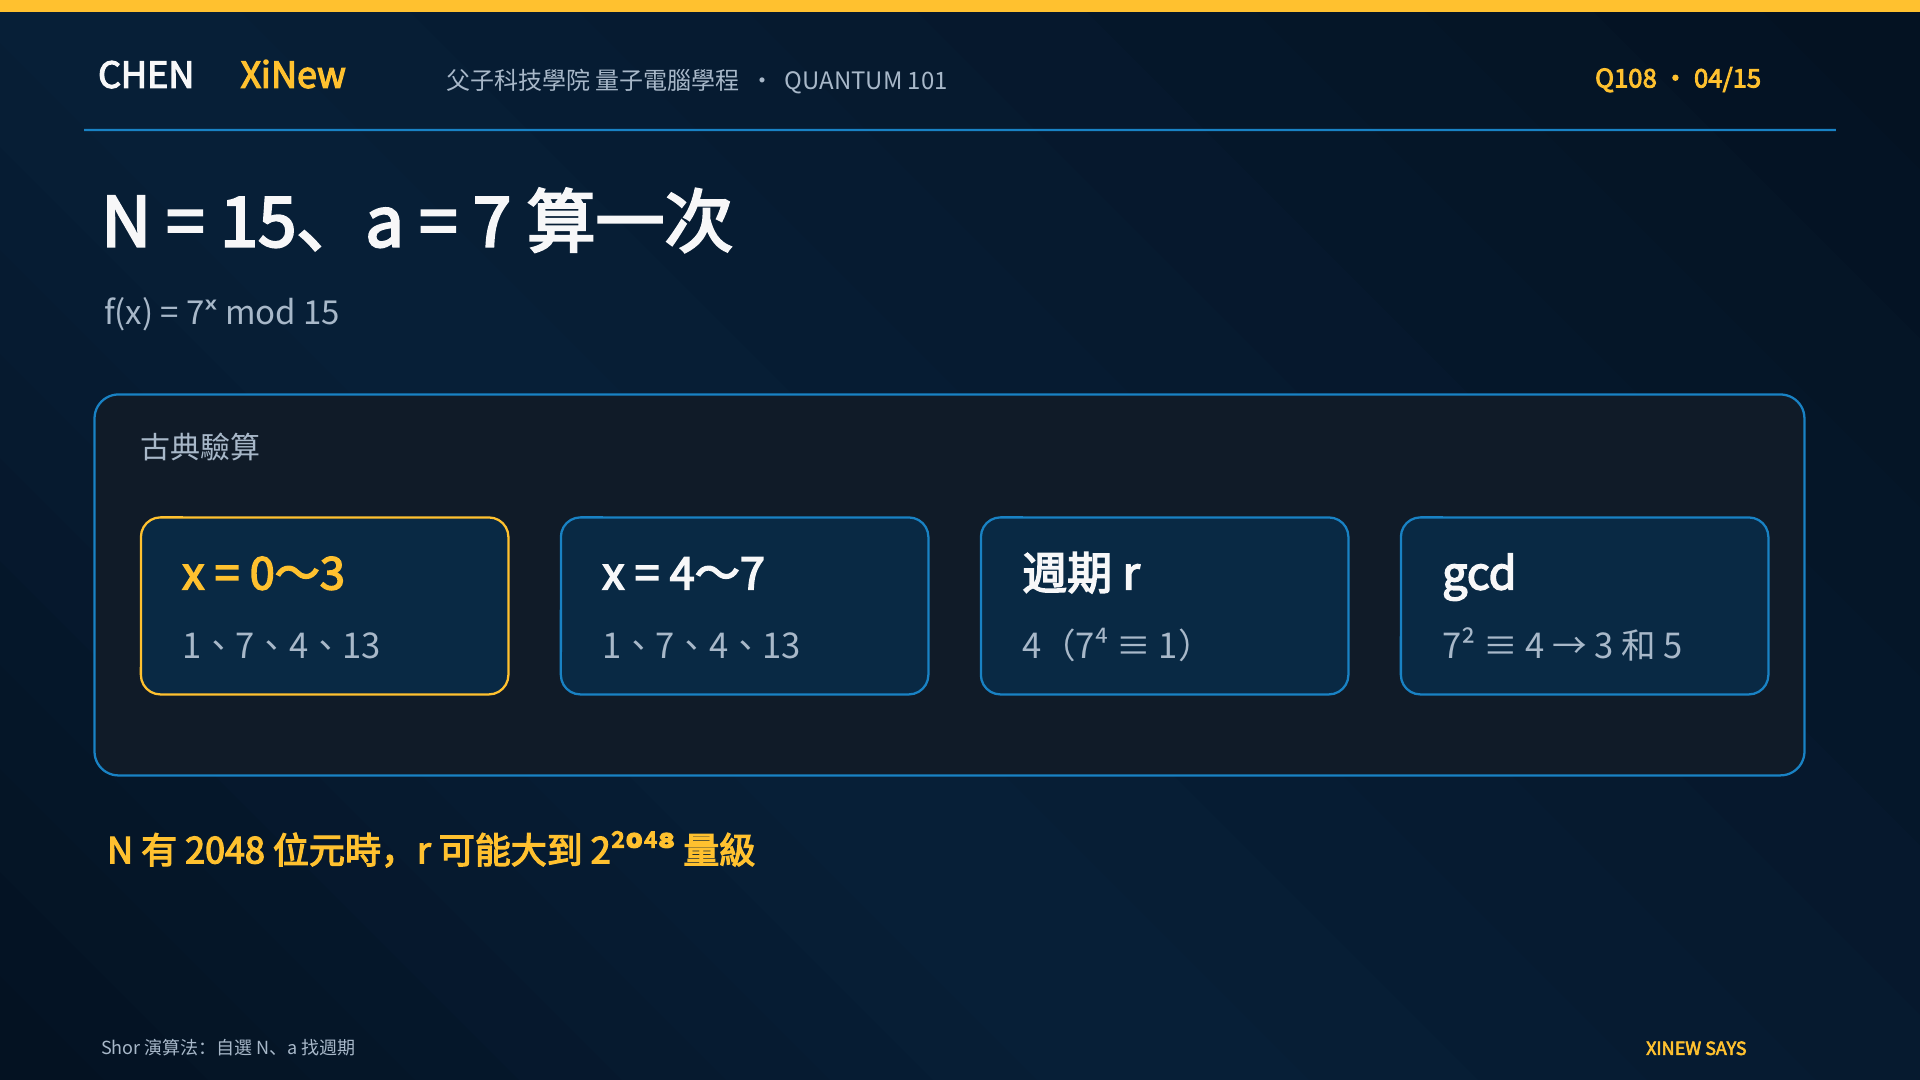 CHEN XiNew 父子科技學院 量子電腦學程 · QUANTUM 101 Q108 · 04/15
N = 15、a = 7 算一次
f(x) = 7ˣ mod 15
古典驗算
x = 0～3
1、7、4、13
x = 4～7
1、7、4、13
週期 r
4（7⁴ ≡ 1）
gcd
7² ≡ 4 → 3 和 5
N 有 2048 位元時，r 可能大到 2²⁰⁴⁸ 量級
Shor 演算法：自選 N、a 找週期
XINEW SAYS